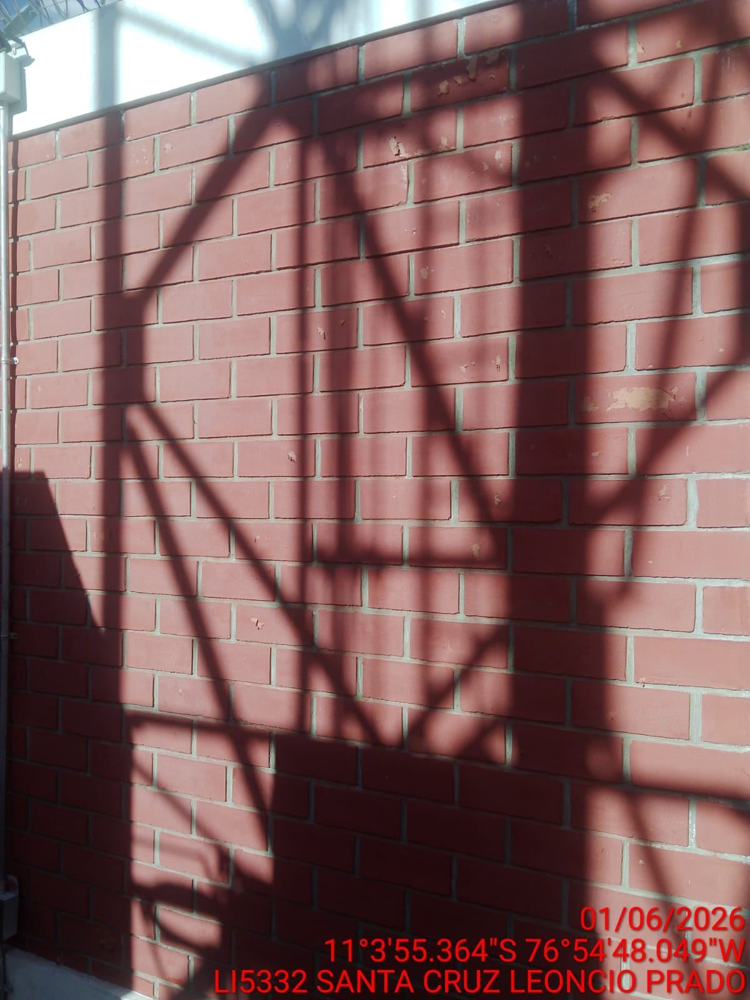 01/06/2026
11°3'55.364"S 76°54'48.049"W
LI5332 SANTA CRUZ LEONCIO PRADO